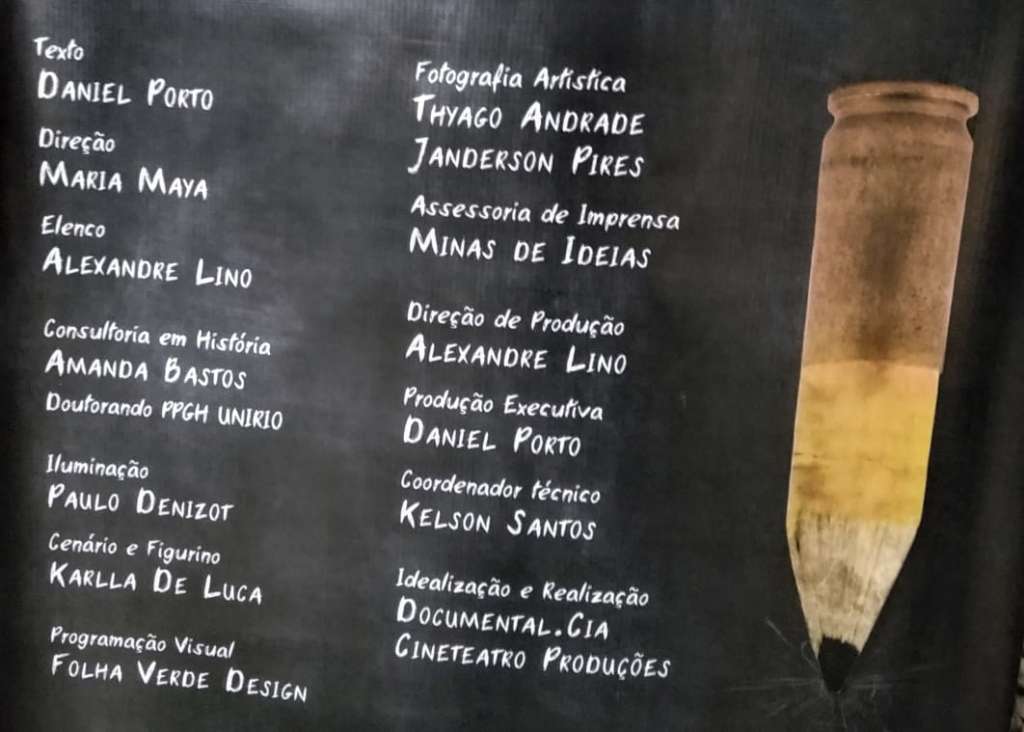 Texto
DANIEL PORTO
Direção
MARIA MAYA
Elenco
ALEXANDRE LINO
Consultoria em História
AMANDA BASTOS
Doutorando PPGH UNIRIO
Iluminação
PAULO DENIZOT
Cenário e Figurino
KARLLA DE LUCA
Programação Visual
FOLHA VERDE DESIGN
Fotografia Artística
THYAGO ANDRADE
JANDERSON PIRES
Assessoria de Imprensa
MINAS DE IDEIAS
Direção de Produção
ALEXANDRE LINO
Produção Executiva
DANIEL PORTO
Coordenador técnico
KELSON SANTOS
Idealização e Realização
DOCUMENTAL.CIA
CINETEATRO PRODUÇÕES